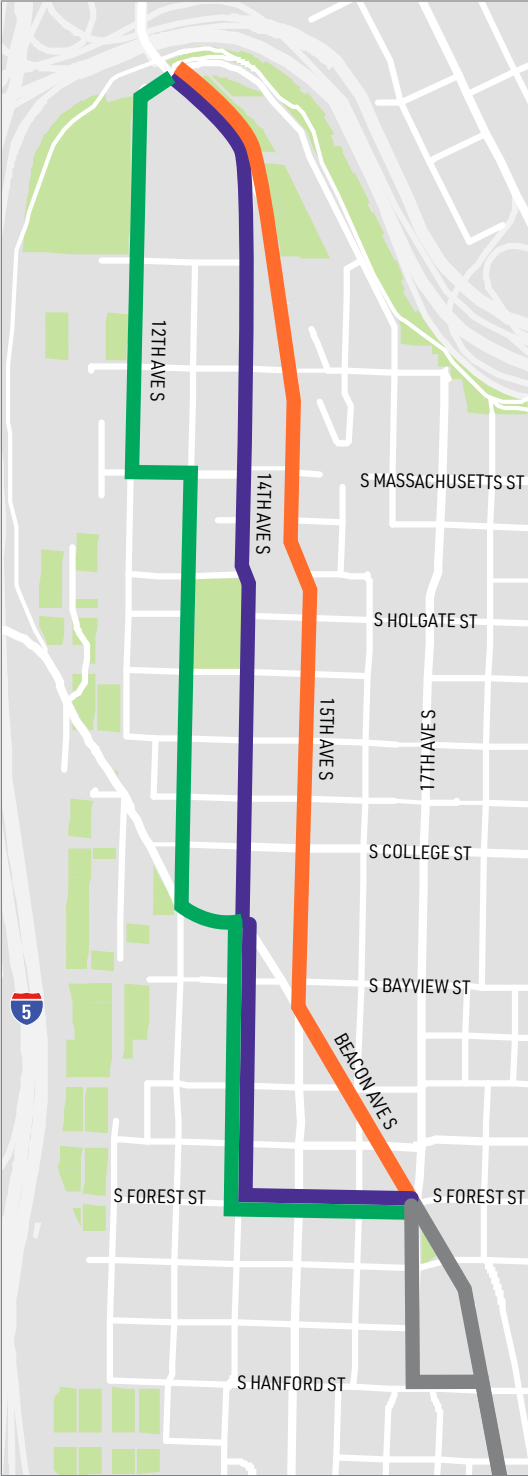 12TH AVE S
S MASSACHUSETTS ST
14TH AVE S
S HOLGATE ST
15TH AVE S
17TH AVE S
S COLLEGE ST
S BAYVIEW ST
5
BEACON AVE S
S FOREST ST
S FOREST ST
S HANFORD ST